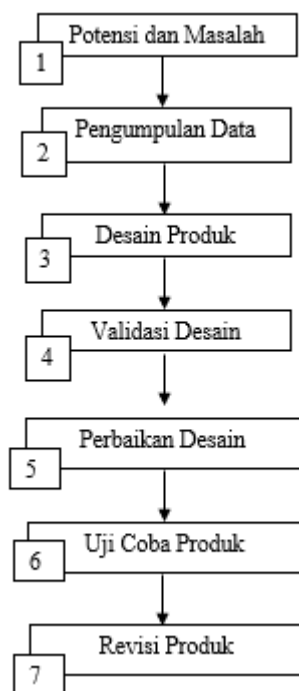 Potensi dan Masalah
1
Pengumpulan Data
2
Desain Produk
3
Validasi Desain
4
Perbaikan Desain
5
Uji Coba Produk
6
Revisi Produk
7